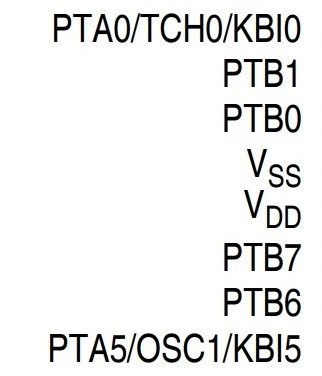 PTA0/TCH0/KBI0
PTB1
PTB0
VSS
VDD
PTB7
PTB6
PTA5/OSC1/KBI5